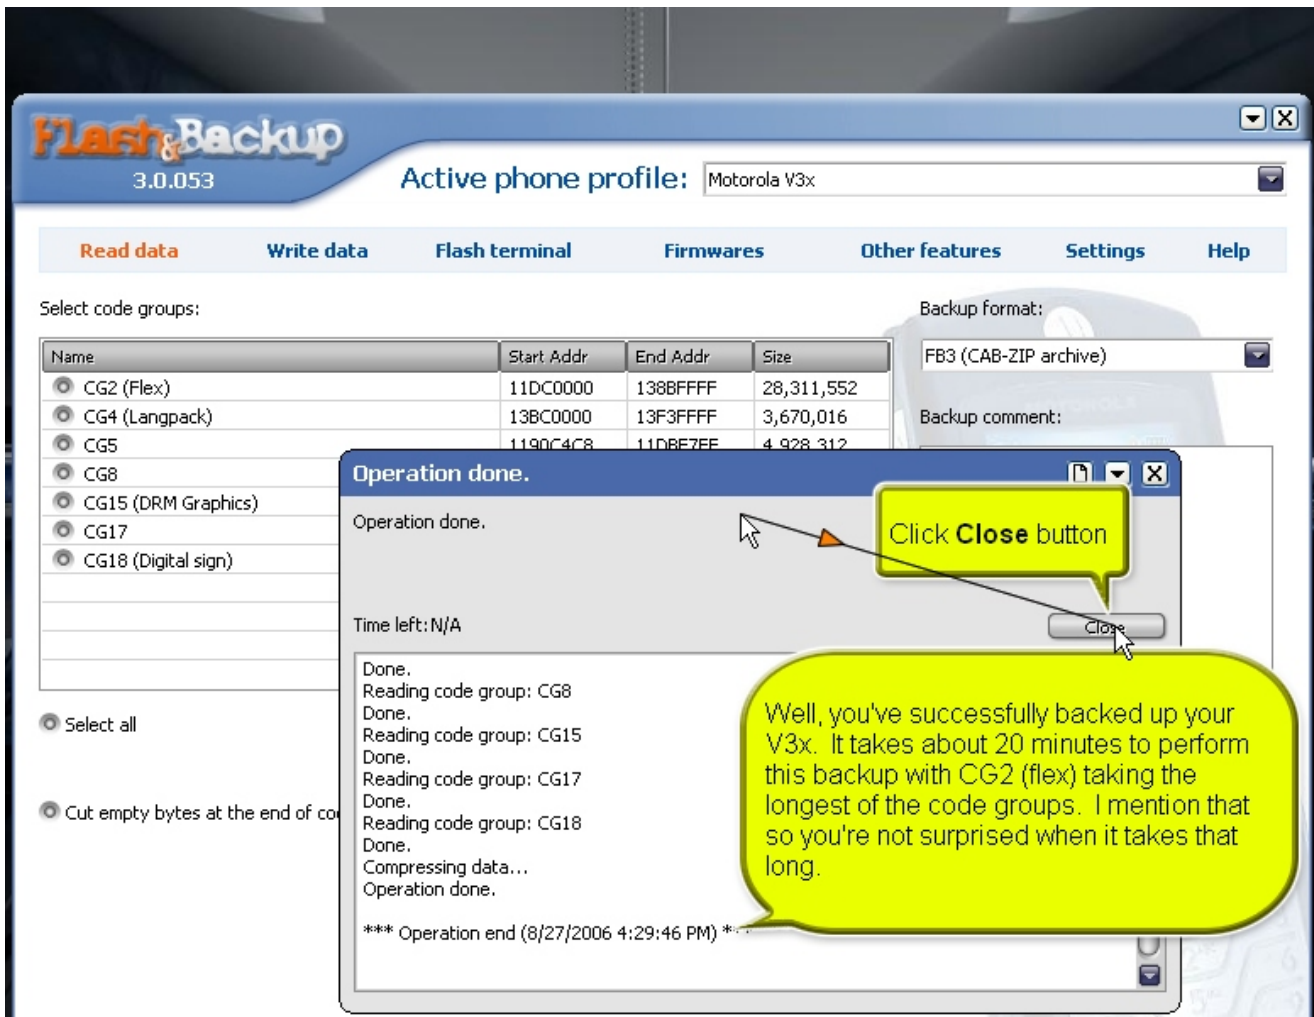 Flash&Backup
3.0.053
Active phone profile: Motorola V3x
Read data Write data Flash terminal Firmwares Other features Settings Help
Select code groups: Backup format:
Name Start Addr End Addr Size
FB3 (CAB-ZIP archive)
CG2 (Flex) 11DC0000 138BFFFF 28,311,552
CG4 (Langpack) 13BC0000 13F3FFFF 3,670,016
Backup comment:
CG5 1190C4C8 11DBF7FF 4,928,312
CG8
CG15 (DRM Graphics)
CG17
CG18 (Digital sign)
Select all
Cut empty bytes at the end of
Operation done.
Operation done.
Click Close button
Time left: N/A
Close
Done.
Reading code group: CG8
Done.
Reading code group: CG15
Done.
Reading code group: CG17
Done.
Reading code group: CG18
Done.
Compressing data...
Operation done.
*** Operation end (8/27/2006 4:29:46 PM) *
Well, you've successfully backed up your
V3x. It takes about 20 minutes to perform
this backup with CG2 (flex) taking the
longest of the code groups. I mention that
so you're not surprised when it takes that
long.